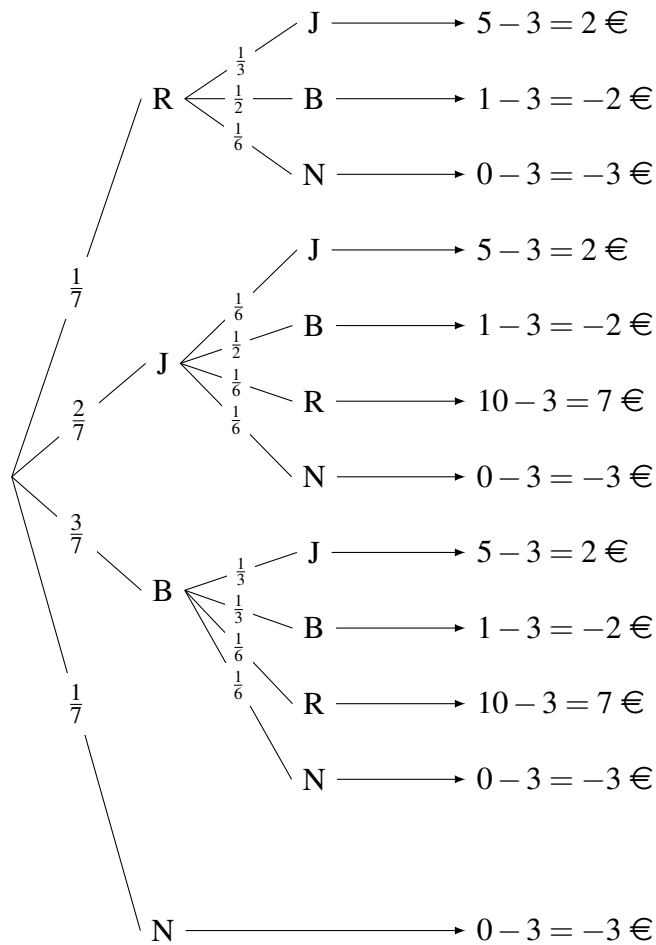 J 5 − 3 = 2 €
1/3
R 1/2 B 1 − 3 = −2 €
1/6
N 0 − 3 = −3 €
J 5 − 3 = 2 €
1/7
1/6
B 1 − 3 = −2 €
1/2
J
1/6
R 10 − 3 = 7 €
2/7
1/6
N 0 − 3 = −3 €
3/7
J 5 − 3 = 2 €
1/3
B
1/3
B 1 − 3 = −2 €
1/6
1/6
1/7
R 10 − 3 = 7 €
N 0 − 3 = −3 €
N 0 − 3 = −3 €